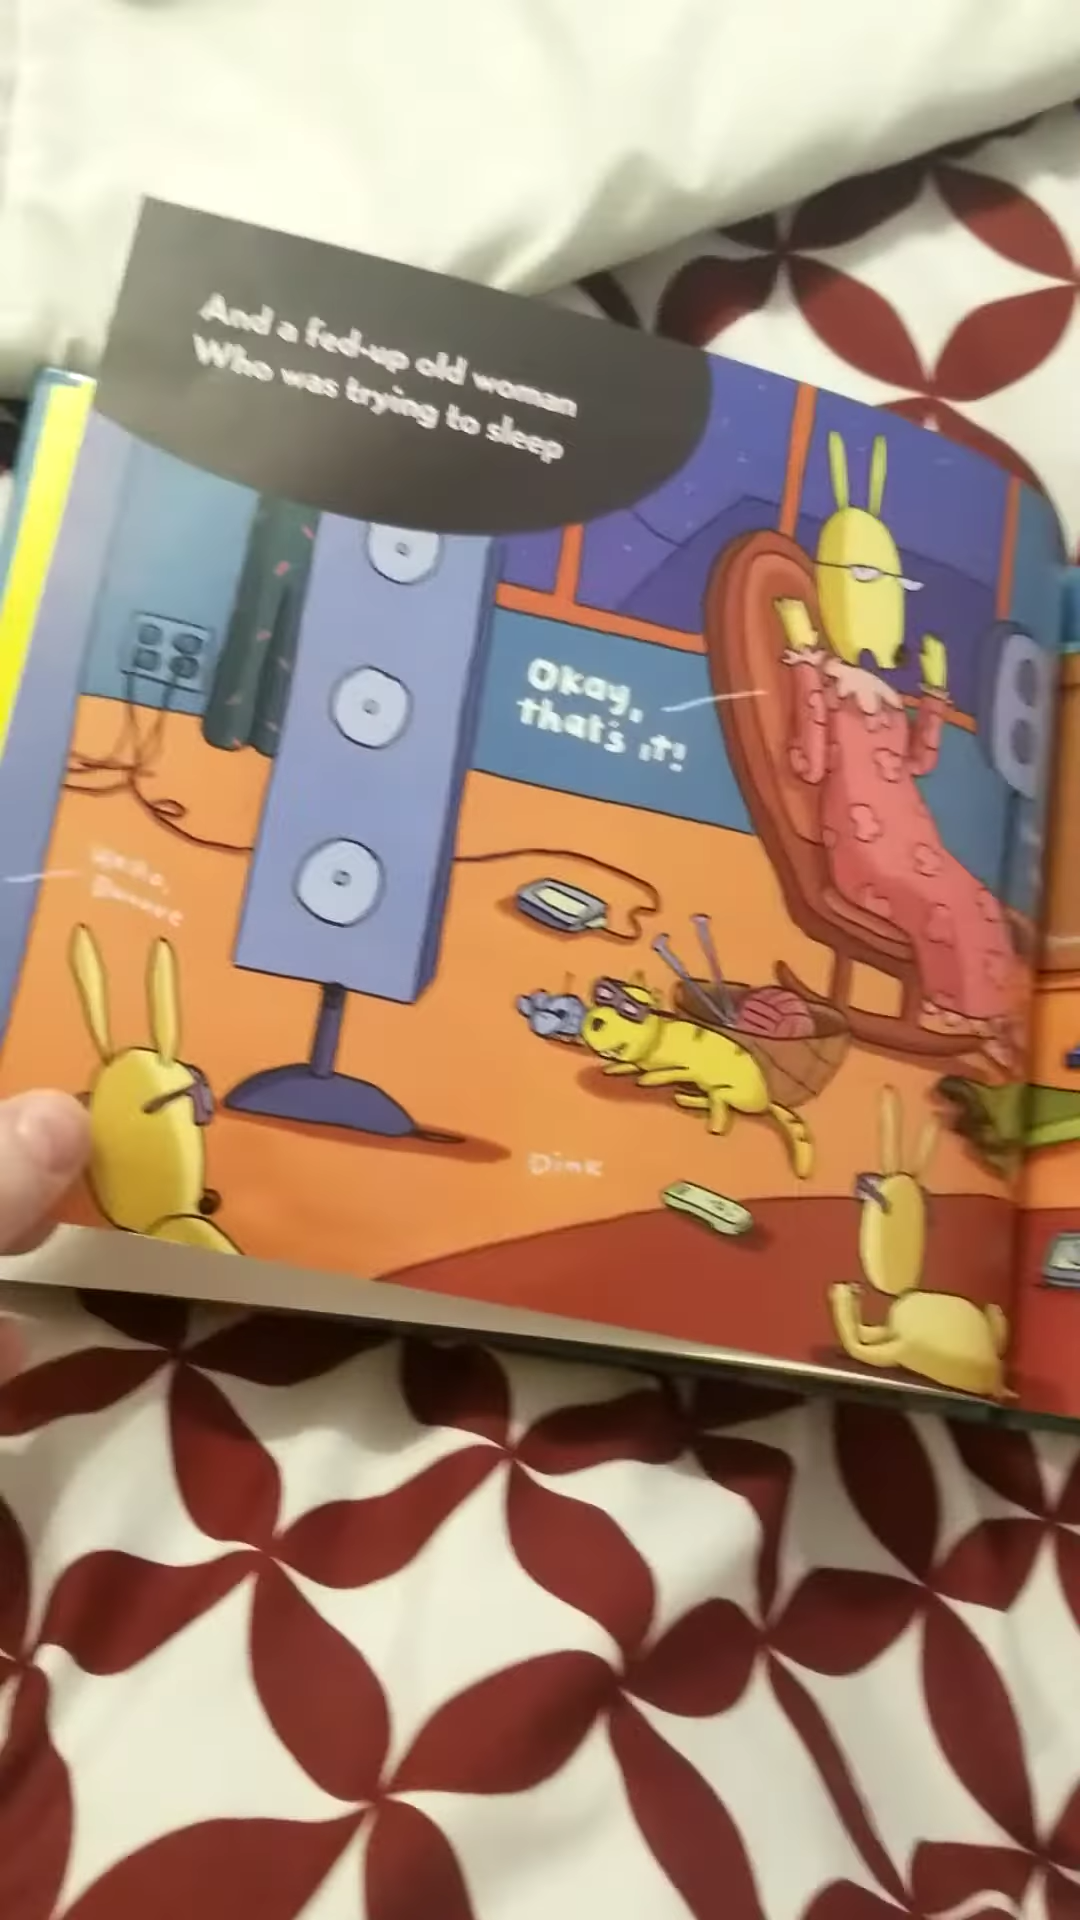 And a fed-up old woman
Who was trying to sleep
Okay,
that's it!
Dink